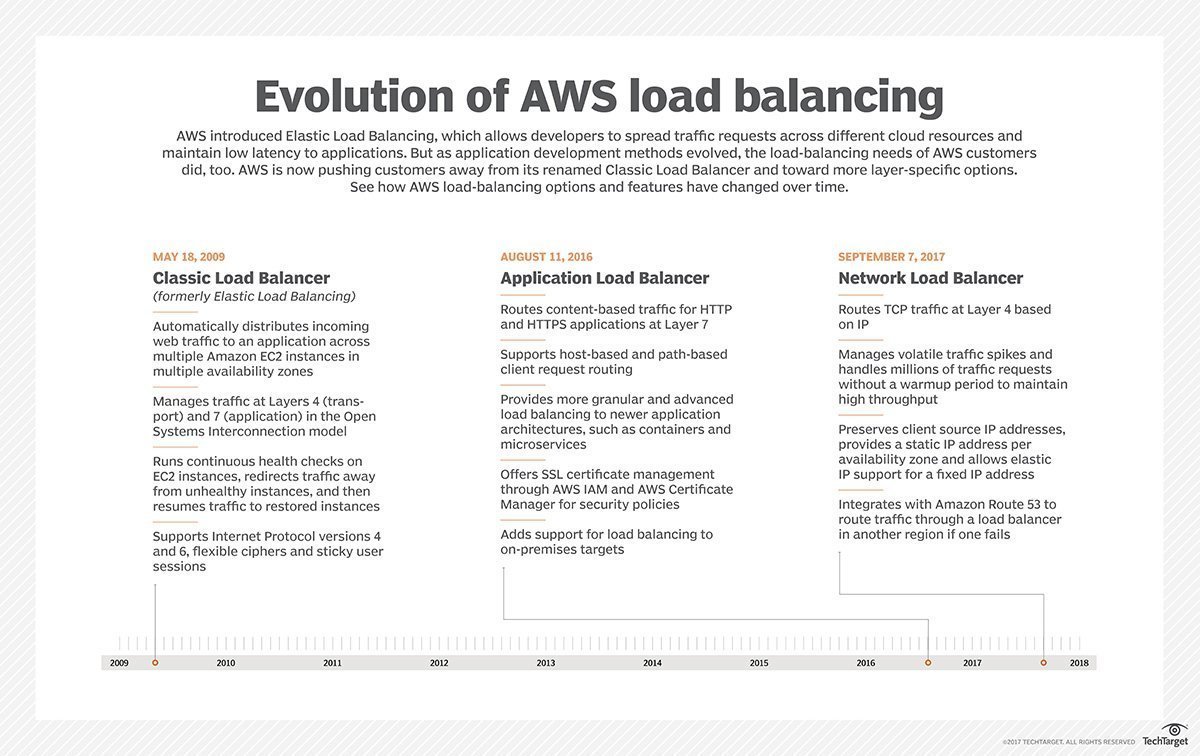 Evolution of AWS load balancing
AWS introduced Elastic Load Balancing, which allows developers to spread traffic requests across different cloud resources and
maintain low latency to applications. But as application development methods evolved, the load-balancing needs of AWS customers
did, too. AWS is now pushing customers away from its renamed Classic Load Balancer and toward more layer-specific options.
See how AWS load-balancing options and features have changed over time.
MAY 18, 2009
Classic Load Balancer
(formerly Elastic Load Balancing)
Automatically distributes incoming
web traffic to an application across
multiple Amazon EC2 instances in
multiple availability zones
Manages traffic at Layers 4 (trans-
port) and 7 (application) in the Open
Systems Interconnection model
Runs continuous health checks on
EC2 instances, redirects traffic away
from unhealthy instances, and then
resumes traffic to restored instances
Supports Internet Protocol versions 4
and 6, flexible ciphers and sticky user
sessions
AUGUST 11, 2016
Application Load Balancer
Routes content-based traffic for HTTP
and HTTPS applications at Layer 7
Supports host-based and path-based
client request routing
Provides more granular and advanced
load balancing to newer application
architectures, such as containers and
microservices
Offers SSL certificate management
through AWS IAM and AWS Certificate
Manager for security policies
Adds support for load balancing to
on-premises targets
SEPTEMBER 7, 2017
Network Load Balancer
Routes TCP traffic at Layer 4 based
on IP
Manages volatile traffic spikes and
handles millions of traffic requests
without a warmup period to maintain
high throughput
Preserves client source IP addresses,
provides a static IP address per
availability zone and allows elastic
IP support for a fixed IP address
Integrates with Amazon Route 53 to
route traffic through a load balancer
in another region if one fails
2009 2010 2011 2012 2013 2014 2015 2016 2017 2018
©2017 TECHTARGET. ALL RIGHTS RESERVED TechTarget